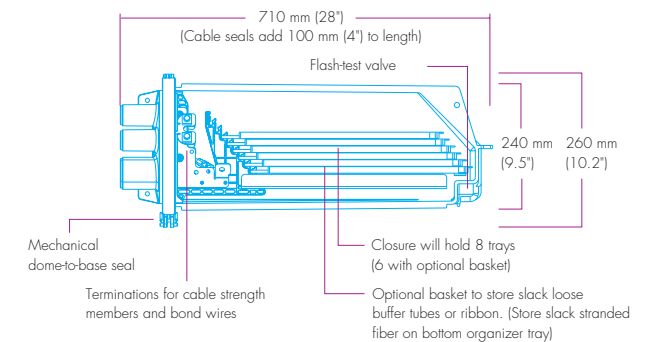 710 mm (28")
(Cable seals add 100 mm (4") to length)
Flash-test valve
240 mm
(9.5")
260 mm
(10.2")
Mechanical
dome-to-base seal
Terminations for cable strength
members and bond wires
Closure will hold 8 trays
(6 with optional basket)
Optional basket to store slack loose
buffer tubes or ribbon. (Store slack stranded
fiber on bottom organizer tray)